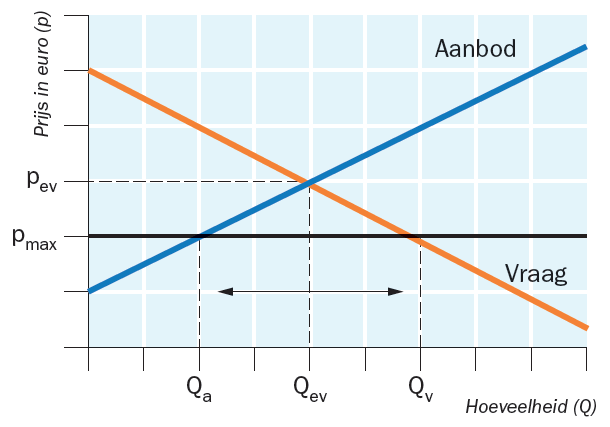 Prijs in euro (p)
Aanbod
pev
pmax
Vraag
Qa
Qev
Qv
Hoeveelheid (Q)